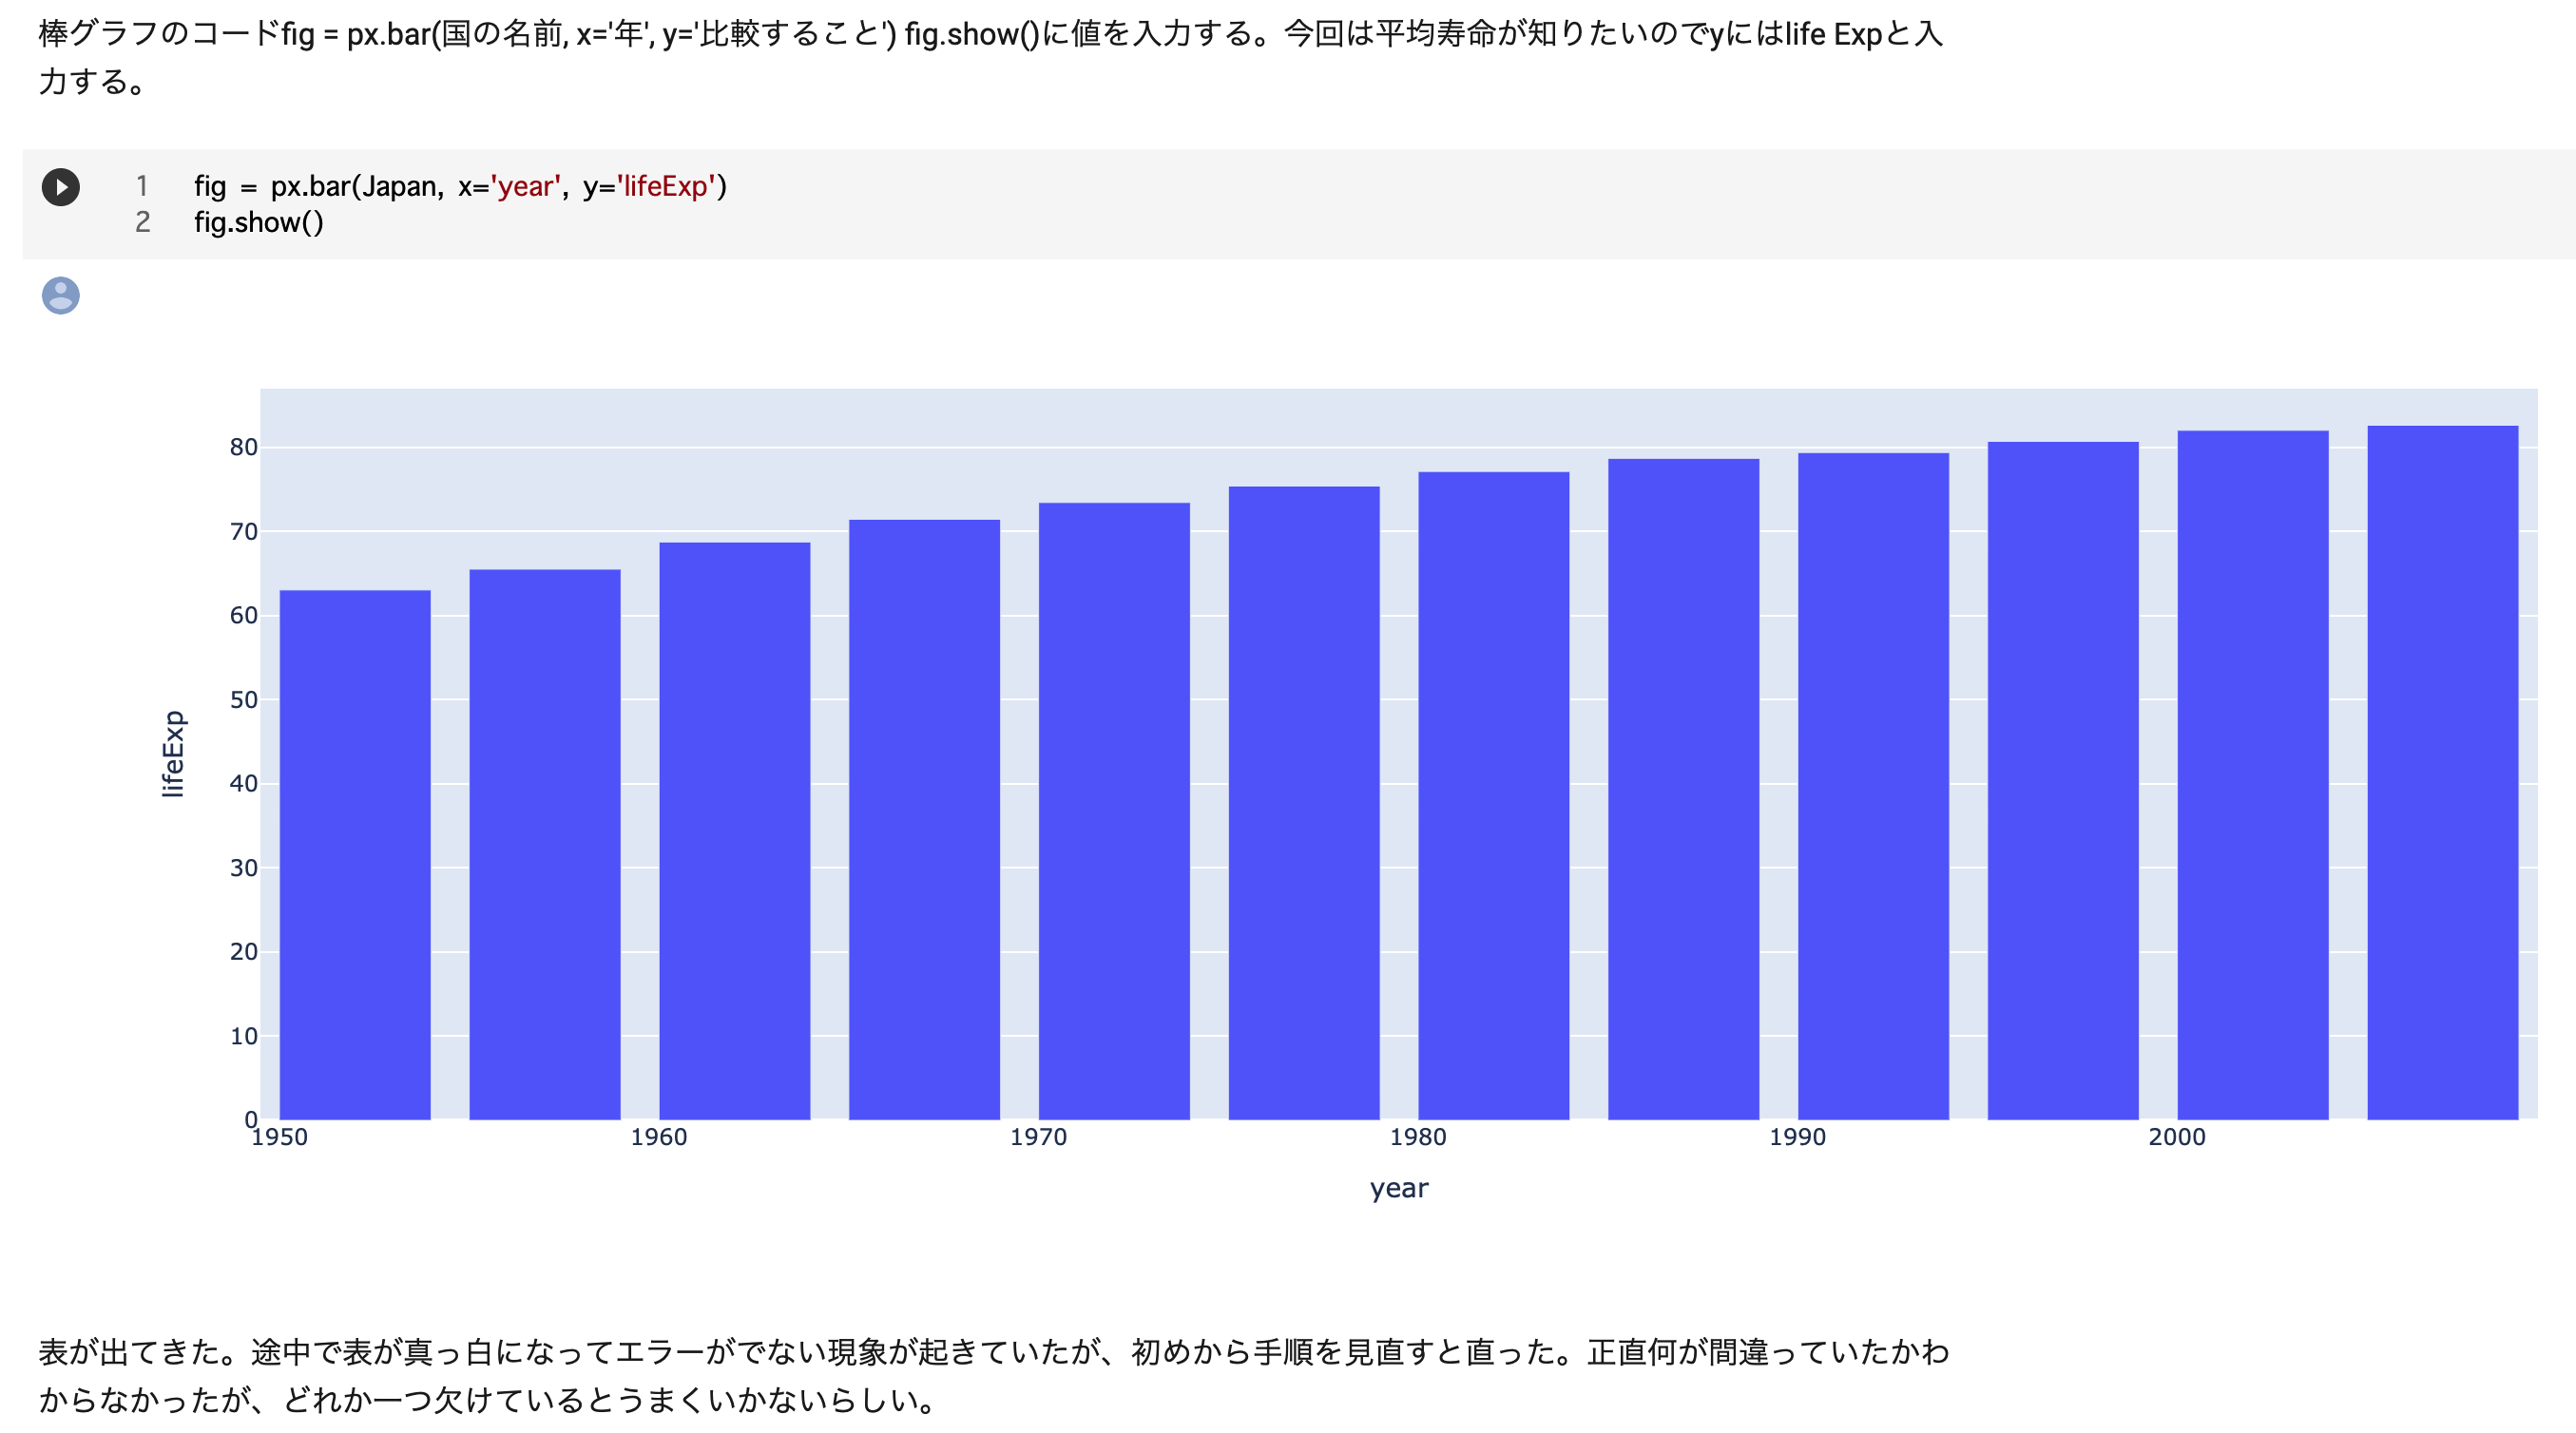 棒グラフのコードfig = px.bar(国の名前, x='年', y='比較すること') fig.show()に値を入力する。今回は平均寿命が知りたいのでyにはlife Expと入
力する。
1 fig = px.bar(Japan, x='year', y='lifeExp')
2 fig.show()
80
70
60
50
40
30
20
10
0
lifeExp
1950 1960 1970 1980 1990 2000
year
表が出てきた。途中で表が真っ白になってエラーがでない現象が起きていたが、初めから手順を見直すと直った。正直何が間違っていたかわ
からなかったが、どれか一つ欠けているとうまくいかないらしい。